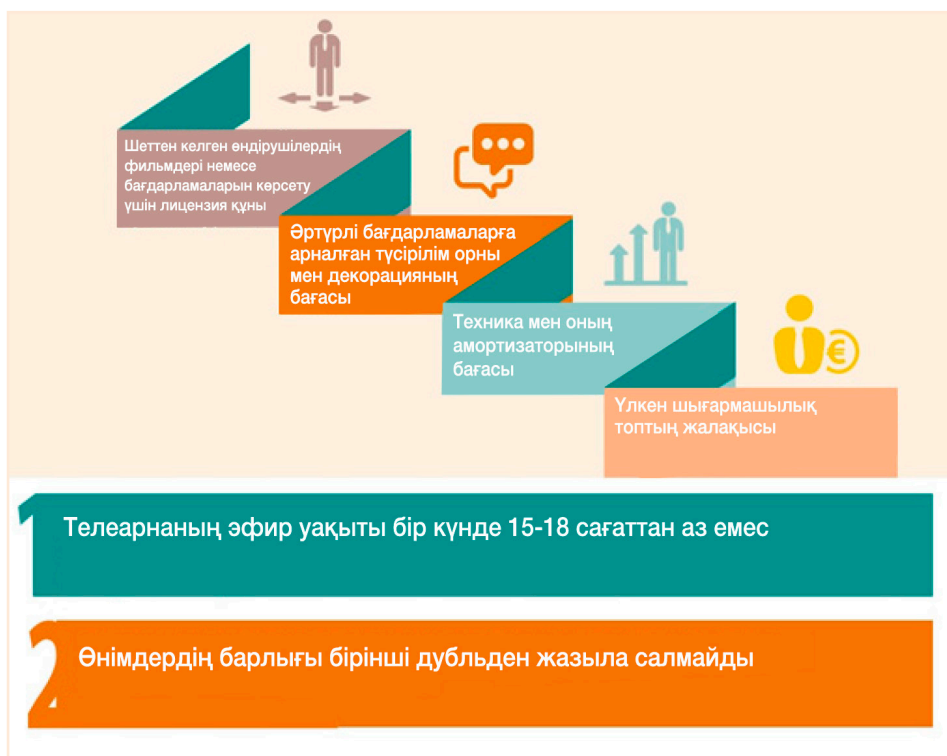 Шеттен келген өндірушілердің
фильмдері немесе
бағдарламаларын көрсету
үшін лицензия құны
Әртүрлі бағдарламаларға
арналған түсірілім орны
мен декорацияның
бағасы
Техника мен оның
амортизаторының
бағасы
€
Үлкен шығармашылық
топтың жалақысы
1
Телеарнаның эфир уақыты бір күнде 15-18 сағаттан аз емес
2
Өнімдердің барлығы бірінші дубльден жазыла салмайды